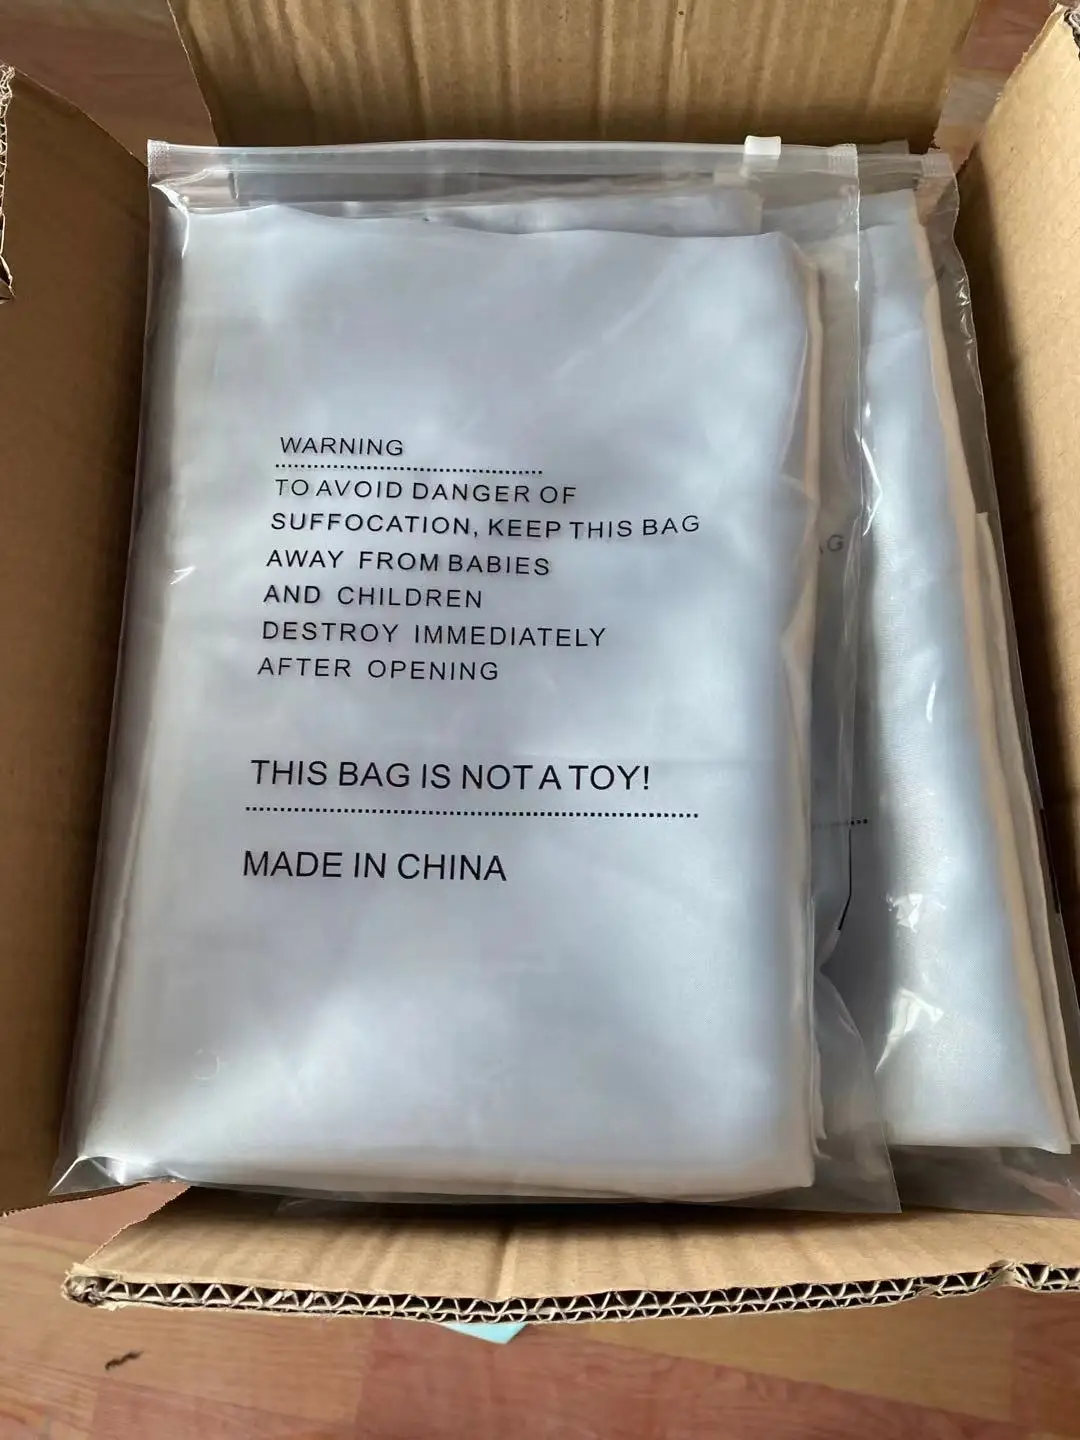 WARNING
TO AVOID DANGER OF
SUFFOCATION, KEEP THIS BAG
AWAY FROM BABIES
AND CHILDREN
DESTROY IMMEDIATELY
AFTER OPENING
THIS BAG IS NOT A TOY!
MADE IN CHINA